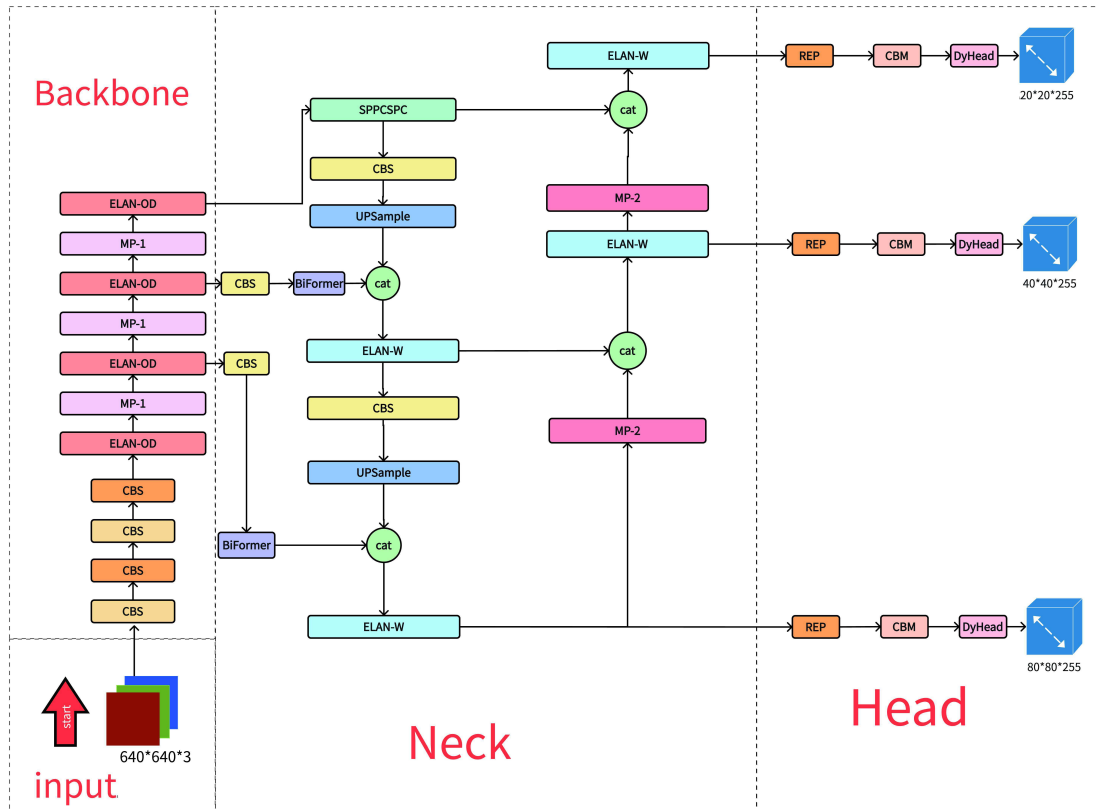 Backbone
ELAN-OD
MP-1
ELAN-OD
MP-1
ELAN-OD
MP-1
ELAN-OD
CBS
CBS
CBS
CBS
start
640*640*3
input
SPPCSPC
CBS
UPSample
CBS
BiFormer
cat
ELAN-W
CBS
CBS
UPSample
BiFormer
cat
ELAN-W
ELAN-W
cat
MP-2
ELAN-W
cat
MP-2
Neck
REP
CBM
DyHead
20*20*255
REP
CBM
DyHead
40*40*255
REP
CBM
DyHead
80*80*255
Head